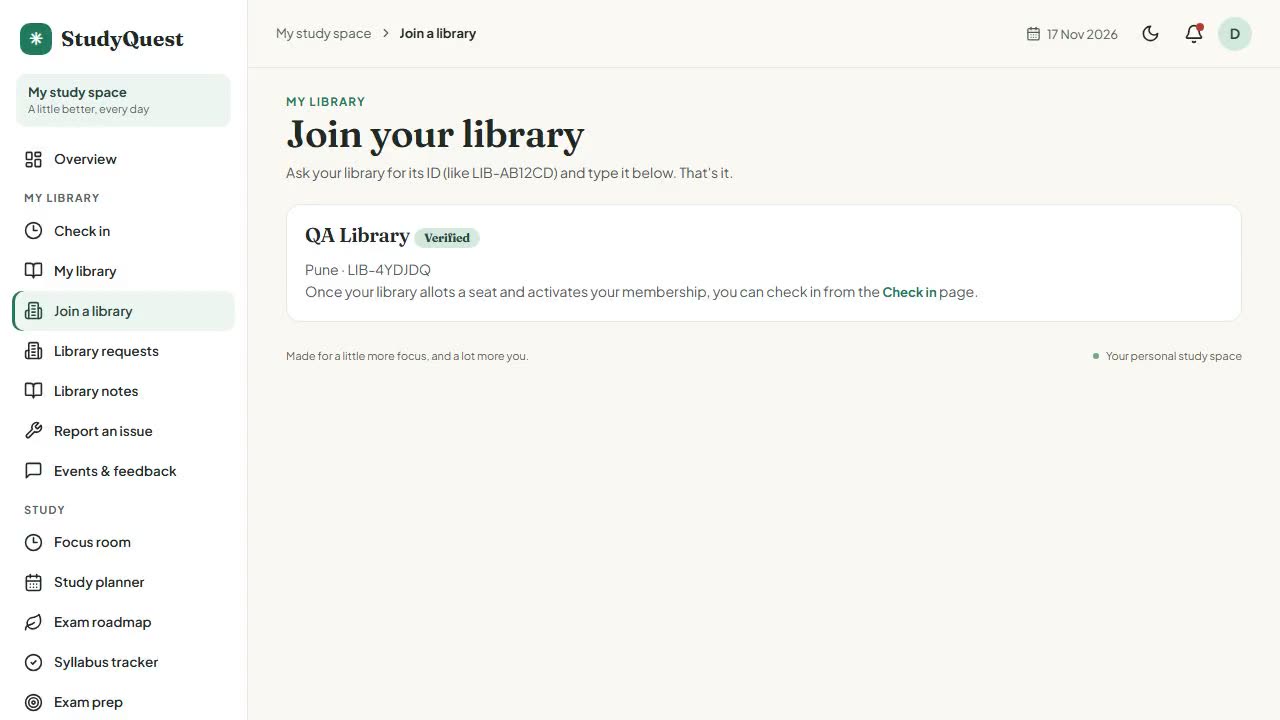 StudyQuest
My study space
A little better, every day
Overview
MY LIBRARY
Check in
My library
Join a library
Library requests
Library notes
Report an issue
Events & feedback
STUDY
Focus room
Study planner
Exam roadmap
Syllabus tracker
Exam prep
My study space > Join a library
17 Nov 2026
D
MY LIBRARY
Join your library
Ask your library for its ID (like LIB-AB12CD) and type it below. That's it.
QA Library Verified
Pune · LIB-4YDJDQ
Once your library allots a seat and activates your membership, you can check in from the Check in page.
Made for a little more focus, and a lot more you.
Your personal study space